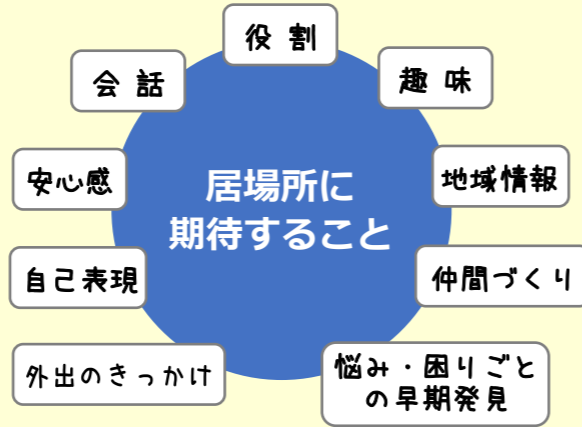 役割
会話
趣味
安心感
居場所に
期待すること
地域情報
自己表現
仲間づくり
外出のきっかけ
悩み・困りごと
の早期発見